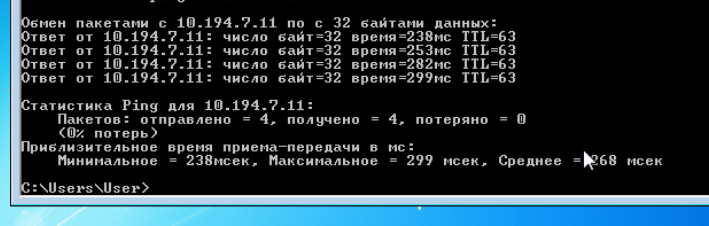 Обмен пакетами с 10.194.7.11 по с 32 байтами данных:
Ответ от 10.194.7.11: число байт=32 время=238мс TTL=63
Ответ от 10.194.7.11: число байт=32 время=253мс TTL=63
Ответ от 10.194.7.11: число байт=32 время=282мс TTL=63
Ответ от 10.194.7.11: число байт=32 время=299мс TTL=63
Статистика Ping для 10.194.7.11:
Пакетов: отправлено = 4, получено = 4, потеряно = 0
(0% потерь)
Приблизительное время приема-передачи в мс:
Минимальное = 238мсек, Максимальное = 299 мсек, Среднее = 268 мсек
C:\Users\User>